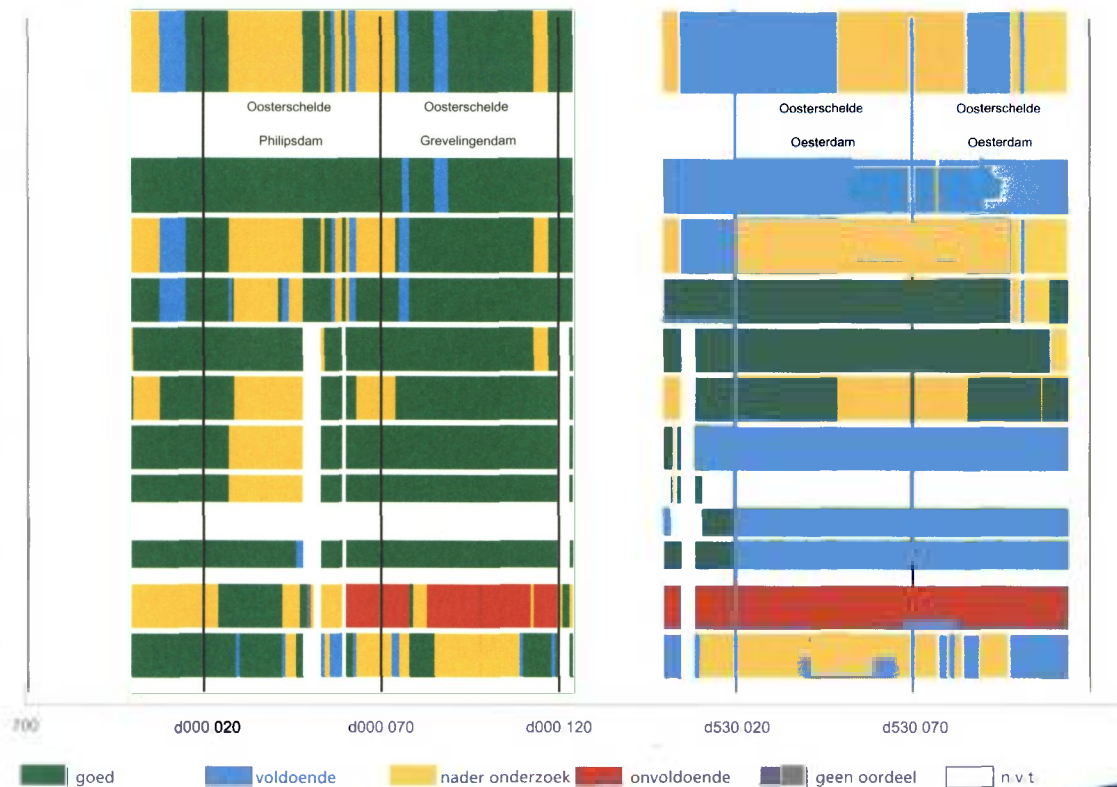 Oosterschelde Oosterschelde Oosterschelde Oosterschelde
Philipsdam Grevelingendam Oesterdam Oesterdam
700 d000 020 d000 070 d000 120 d530 020 d530 070
goed voldoende nader onderzoek onvoldoende geen oordeel n v t